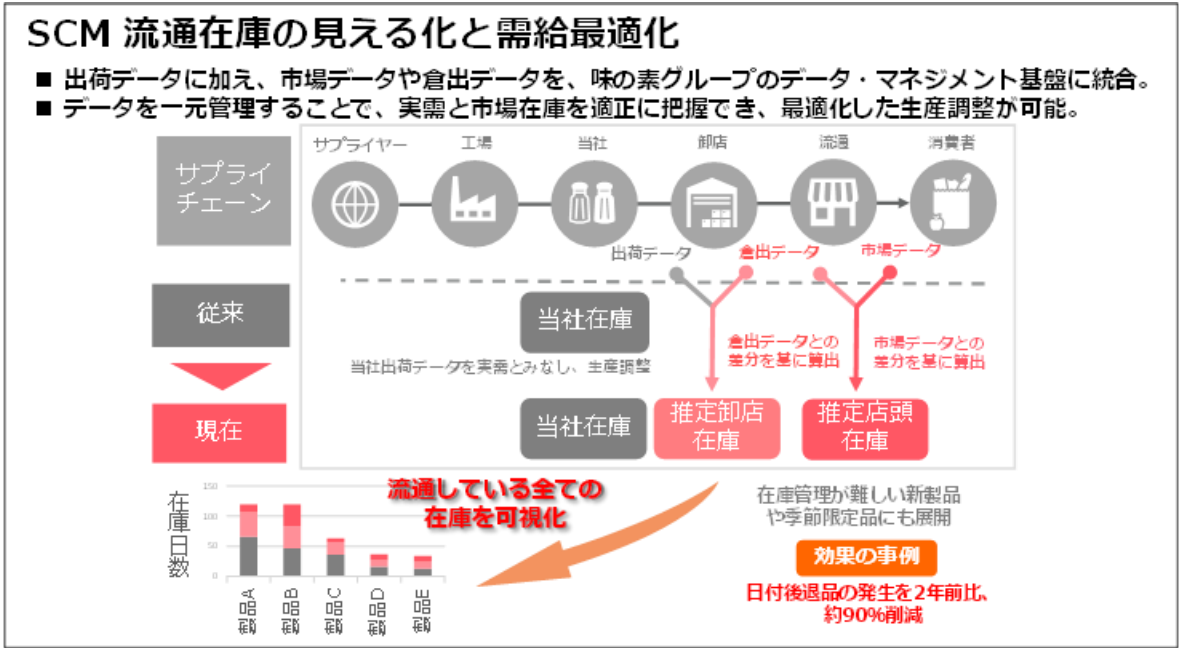 SCM 流通在庫の見える化と需給最適化
■ 出荷データに加え、市場データや倉出データを、味の素グループのデータ・マネジメント基盤に統合。
■ データを一元管理することで、実需と市場在庫を適正に把握でき、最適化した生産調整が可能。
サプライ
チェーン
サプライヤー
工場
当社
卸店
流通
消費者
出荷データ
倉出データ
市場データ
従来
当社在庫
当社出荷データを実需とみなし、生産調整
倉出データとの
差分を基に算出
市場データとの
差分を基に算出
現在
当社在庫
推定卸店
在庫
推定店頭
在庫
在庫日数
150
100
50
0
製品A
製品B
製品C
製品D
製品E
流通している全ての
在庫を可視化
在庫管理が難しい新製品
や季節限定品にも展開
効果の事例
日付後退品の発生を2年前比、
約90%削減